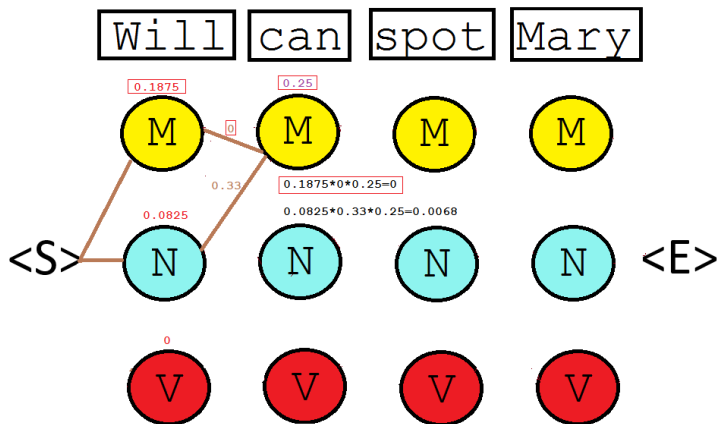 Will can spot Mary
0.1875 0.25
M M M M
0
0.33
0.1875*0*0.25=0
0.0825 0.0825*0.33*0.25=0.0068
<S> N N N N <E>
0
V V V V